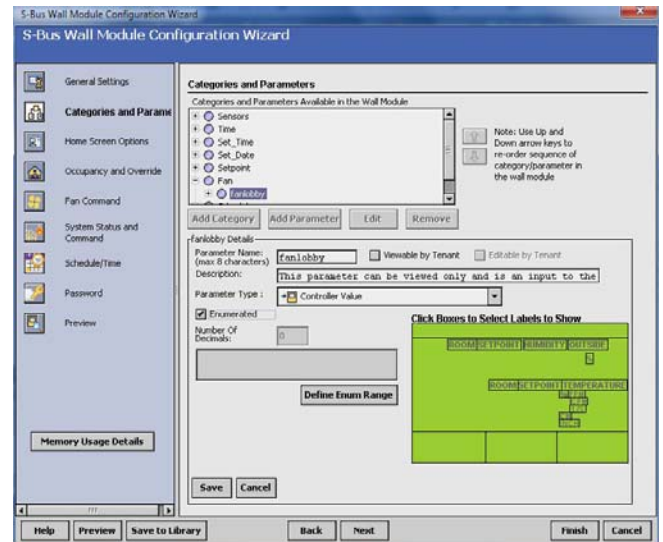 S-Bus Wall Module Configuration Wizard
S-Bus Wall Module Configuration Wizard
General Settings
Categories and Parame
Home Screen Options
Occupancy and Override
Fan Command
System Status and
Command
Schedule/Time
Password
Preview
Memory Usage Details
Categories and Parameters
Categories and Parameters Available in the Wall Module
Sensors
Time
Set_Time
Set_Date
Setpoint
Fan
fanlobby
Note: Use Up and
Down arrow keys to
re-order sequence of
category/parameter in
the wall module
Add Category Add Parameter Edit Remove
fanlobby Details
Parameter Name:
(max 8 characters)
fanlobby
Viewable by Tenant
Editable by Tenant
Description:
This parameter can be viewed only and is an input to the
Parameter Type :
Controller Value
Enumerated
Number Of
Decimals:
0
Define Enum Range
Click Boxes to Select Labels to Show
ROOM SETPOINT HUMIDITY OUTSIDE
%
ROOM SETPOINT TEMPERATURE
Save Cancel
Help Preview Save to Library Back Next Finish Cancel